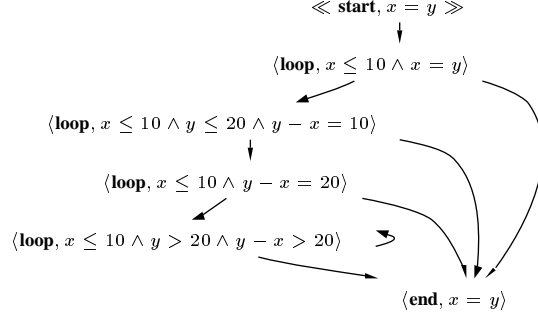 ≪ start, x = y ≫
⟨loop, x ≤ 10 ∧ x = y⟩
⟨loop, x ≤ 10 ∧ y ≤ 20 ∧ y − x = 10⟩
⟨loop, x ≤ 10 ∧ y − x = 20⟩
⟨loop, x ≤ 10 ∧ y > 20 ∧ y − x > 20⟩
⟨end, x = y⟩